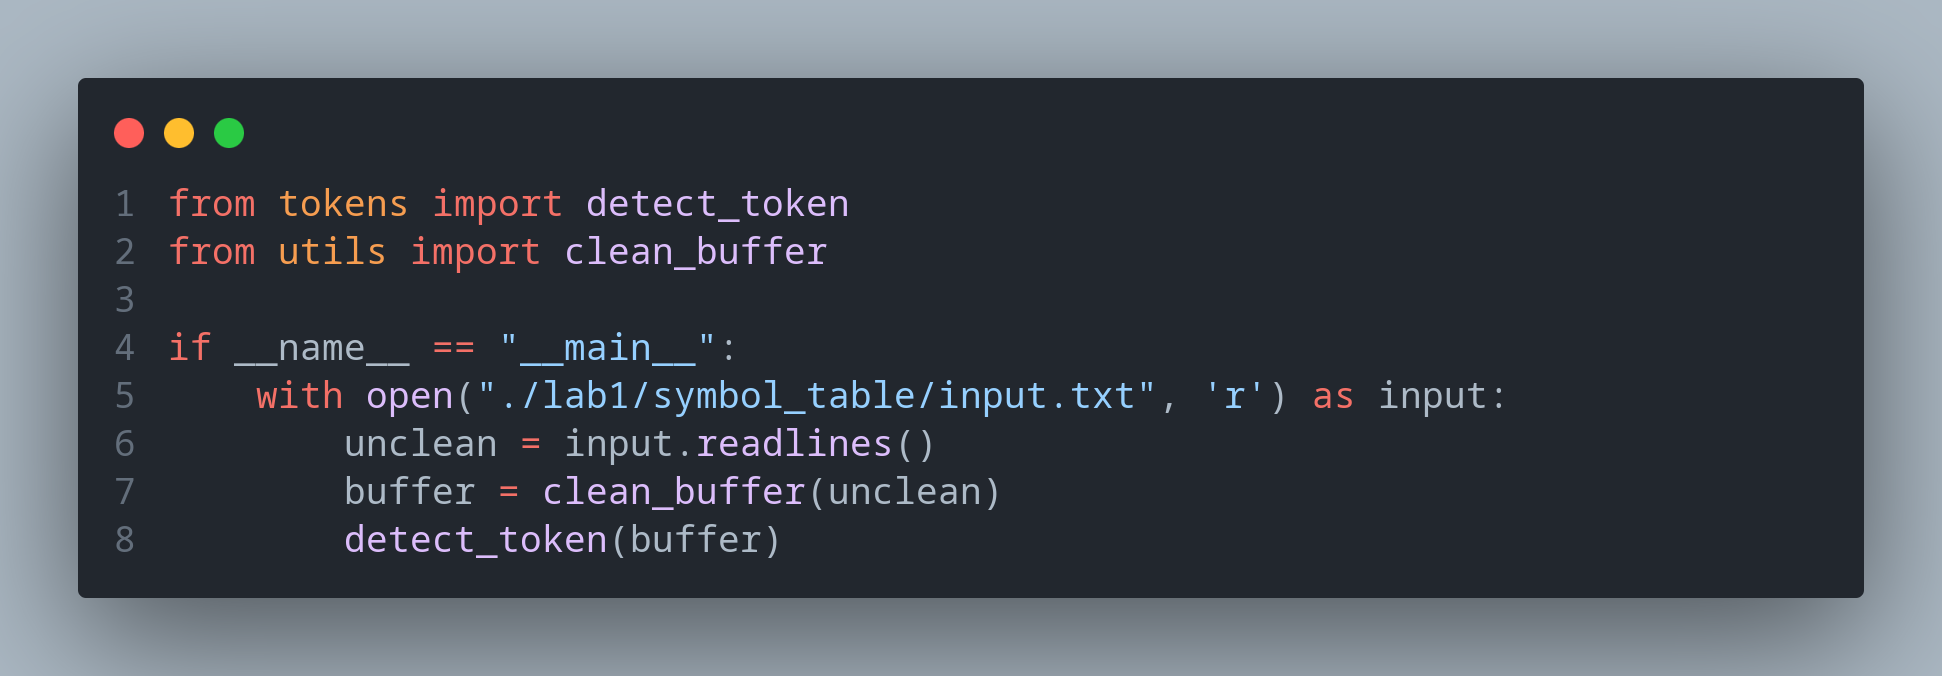 1 from tokens import detect_token
2 from utils import clean_buffer
3
4 if __name__ == "__main__":
5     with open("./lab1/symbol_table/input.txt", 'r') as input:
6         unclean = input.readlines()
7         buffer = clean_buffer(unclean)
8         detect_token(buffer)